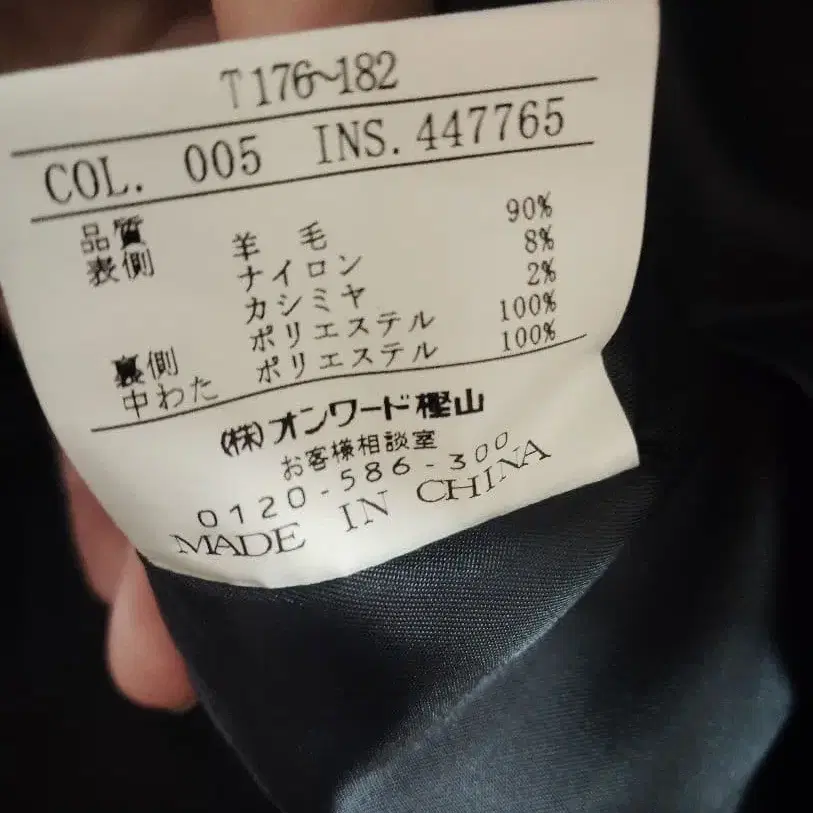 T176~182
COL. 005 INS. 447765
品質
表側 羊毛 90%
ナイロン 8%
カシミヤ 2%
裏側 ポリエステル 100%
中わた ポリエステル 100%
(株)オンワード樫山
お客様相談室
0120-586-300
MADE IN CHINA